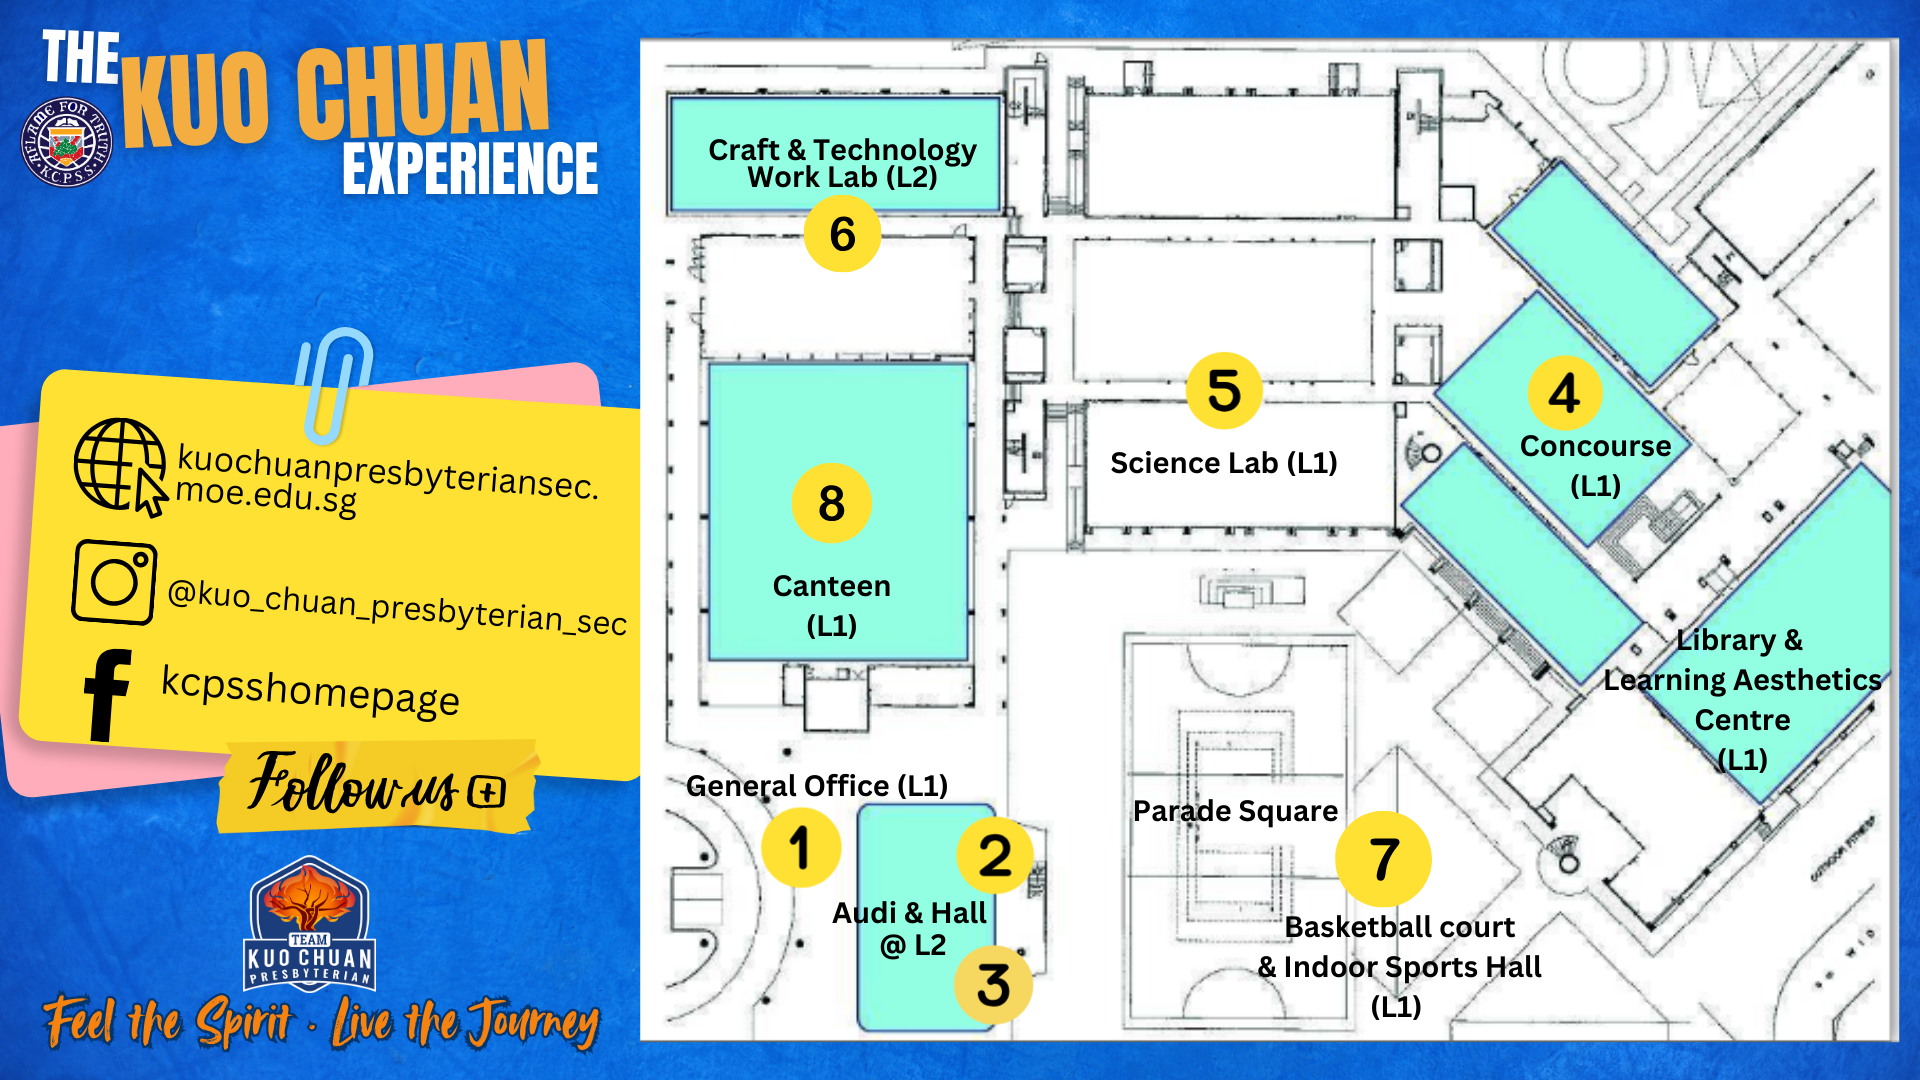 THE
KUO CHUAN
EXPERIENCE
AFLAME FOR TRUTH
K.C.P.S.S.
kuochuanpresbyteriansec.
moe.edu.sg
@kuo_chuan_presbyterian_sec
kcpsshomepage
Follow us
TEAM
KUO CHUAN
PRESBYTERIAN
Feel the Spirit · Live the Journey
Craft & Technology
Work Lab (L2)
6
5
Science Lab (L1)
4
Concourse
(L1)
8
Canteen
(L1)
Library &
Learning Aesthetics
Centre
(L1)
General Office (L1)
1
2
Audi & Hall
@ L2
3
Parade Square
7
Basketball court
& Indoor Sports Hall
(L1)
OUTDOOR FITNESS